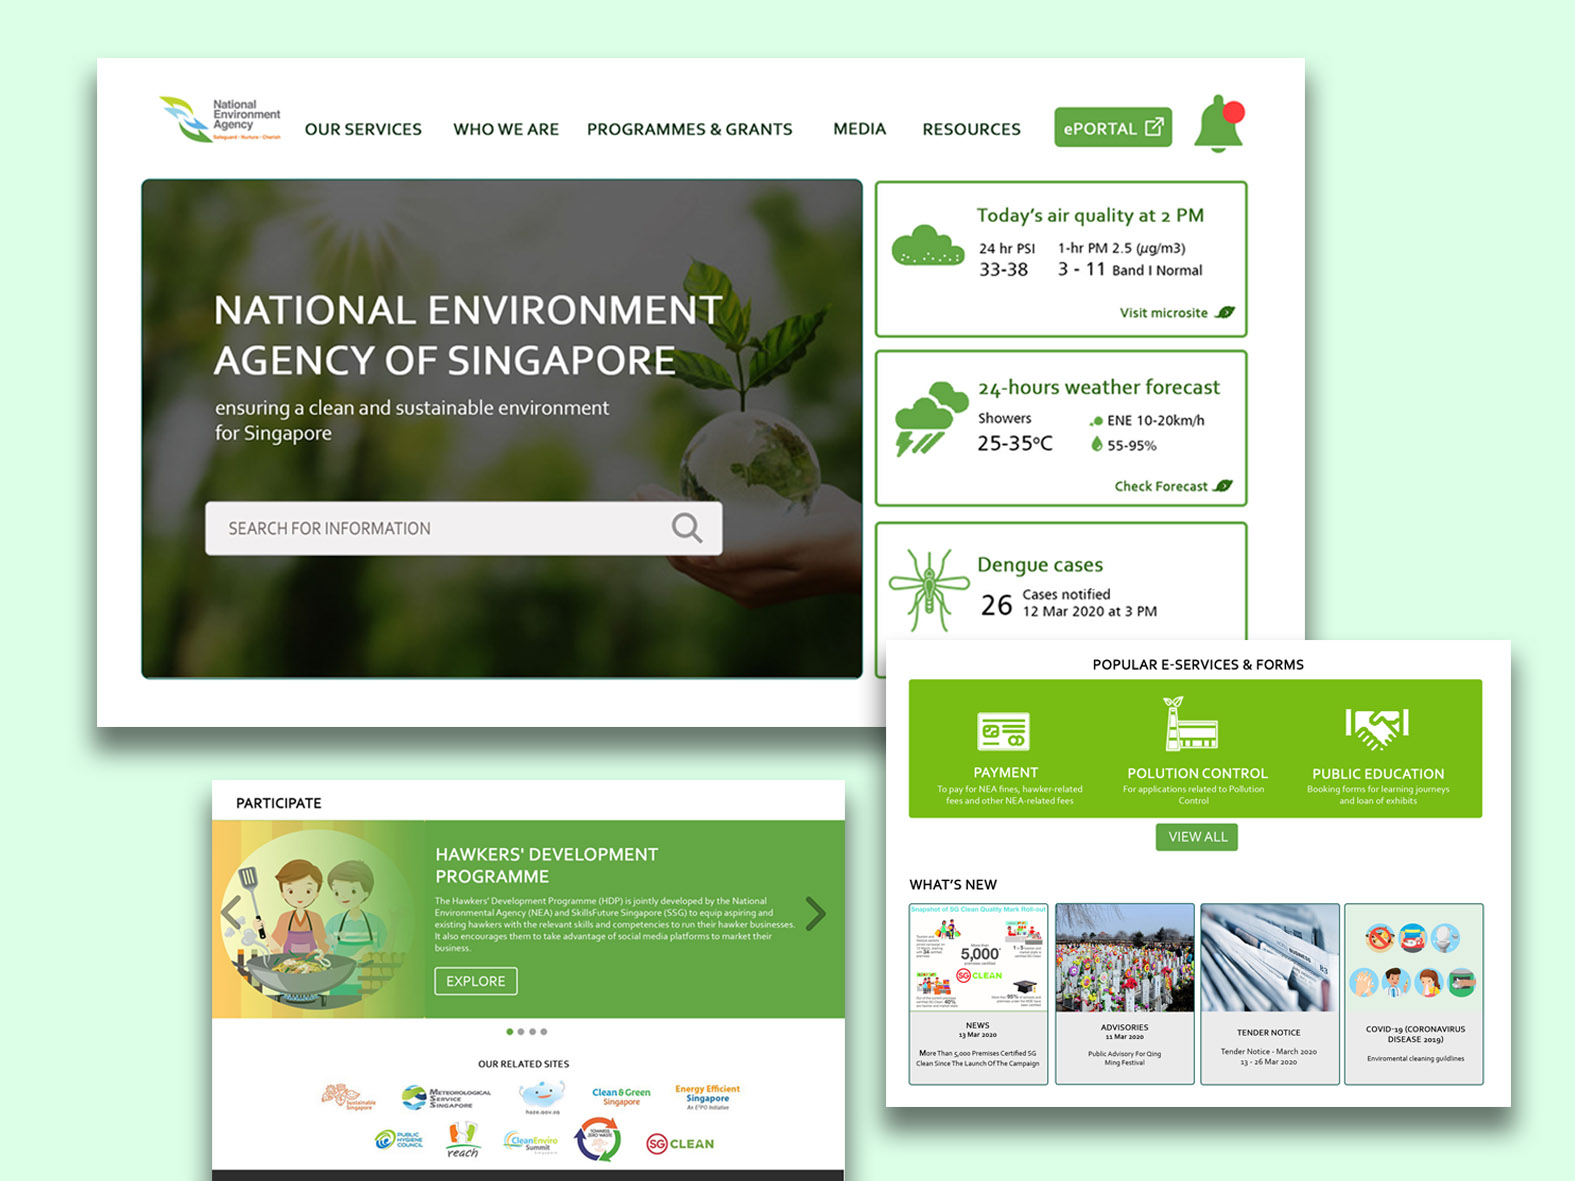 National
Environment
Agency
Safeguard · Nurture · Cherish
OUR SERVICES
WHO WE ARE
PROGRAMMES & GRANTS
MEDIA
RESOURCES
ePORTAL
NATIONAL ENVIRONMENT
AGENCY OF SINGAPORE
ensuring a clean and sustainable environment
for Singapore
SEARCH FOR INFORMATION
Today's air quality at 2 PM
24 hr PSI
1-hr PM 2.5 (µg/m3)
33-38
3 - 11 Band I Normal
Visit microsite
24-hours weather forecast
Showers
ENE 10-20km/h
25-35°C
55-95%
Check Forecast
Dengue cases
26
Cases notified
12 Mar 2020 at 3 PM
POPULAR E-SERVICES & FORMS
PAYMENT
To pay for NEA fines, hawker-related
fees and other NEA-related fees
POLUTION CONTROL
For applications related to Pollution
Control
PUBLIC EDUCATION
Booking forms for learning journeys
and loan of exhibits
VIEW ALL
WHAT'S NEW
Snapshot of SG Clean Quality Mark Roll-out
More than
5,000
premises certified
SG CLEAN
BUSINESS
B3
NEWS
13 Mar 2020
More Than 5,000 Premises Certified SG
Clean Since The Launch Of The Campaign
ADVISORIES
11 Mar 2020
Public Advisory For Qing
Ming Festival
TENDER NOTICE
Tender Notice - March 2020
13 - 26 Mar 2020
COVID-19 (CORONAVIRUS
DISEASE 2019)
Enviromental cleaning guildlines
PARTICIPATE
HAWKERS' DEVELOPMENT
PROGRAMME
The Hawkers' Development Programme (HDP) is jointly developed by the National
Environmental Agency (NEA) and SkillsFuture Singapore (SSG) to equip aspiring and
existing hawkers with the relevant skills and competencies to run their hawker businesses.
It also encourages them to take advantage of social media platforms to market their
business.
EXPLORE
OUR RELATED SITES
Sustainable
Singapore
METEOROLOGICAL
SERVICE
SINGAPORE
haze.gov.sg
Clean & Green
Singapore
Energy Efficient
Singapore
An E²PO Initiative
PUBLIC
HYGIENE
COUNCIL
reach
CleanEnviro
Summit
Singapore
TOWARDS
ZERO WASTE
SG CLEAN